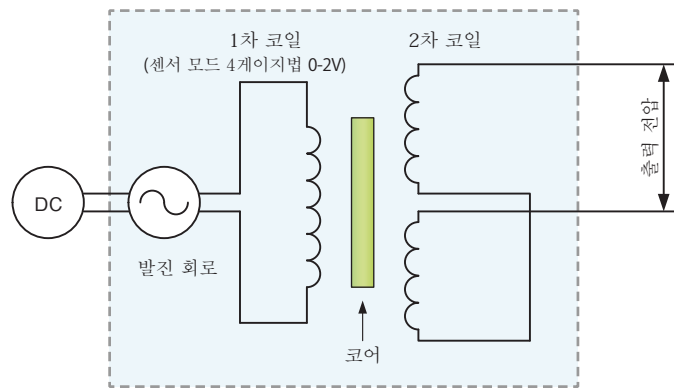 1차 코일
(센서 모드 4게이지법 0-2V)
2차 코일
출력 전압
DC
발진 회로
코어